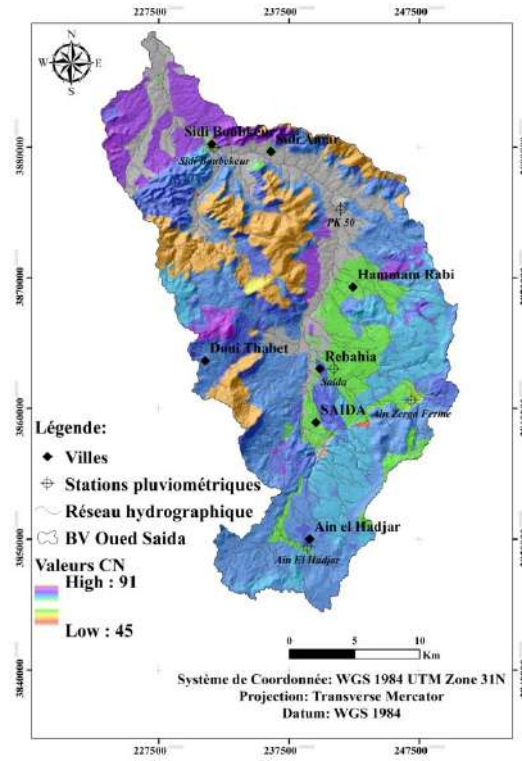 227500 237500 247500
N
W E
S
3880000
Sidi Boubkeur
Sidi Amar
Sidi Boubekeur
PK 50
3870000
Hammam Rabi
Doui Thabet
Rebahia
Saida
3860000
Ain Zerga Ferme
SAIDA
Légende:
Villes
Stations pluviométriques
Réseau hydrographique
BV Oued Saida
Valeurs CN
High : 91
Low : 45
3850000
Ain el Hadjar
Ain El Hadjar
0 5 10
Km
3840000
Système de Coordonnée: WGS 1984 UTM Zone 31N
Projection: Transverse Mercator
Datum: WGS 1984
227500 237500 247500